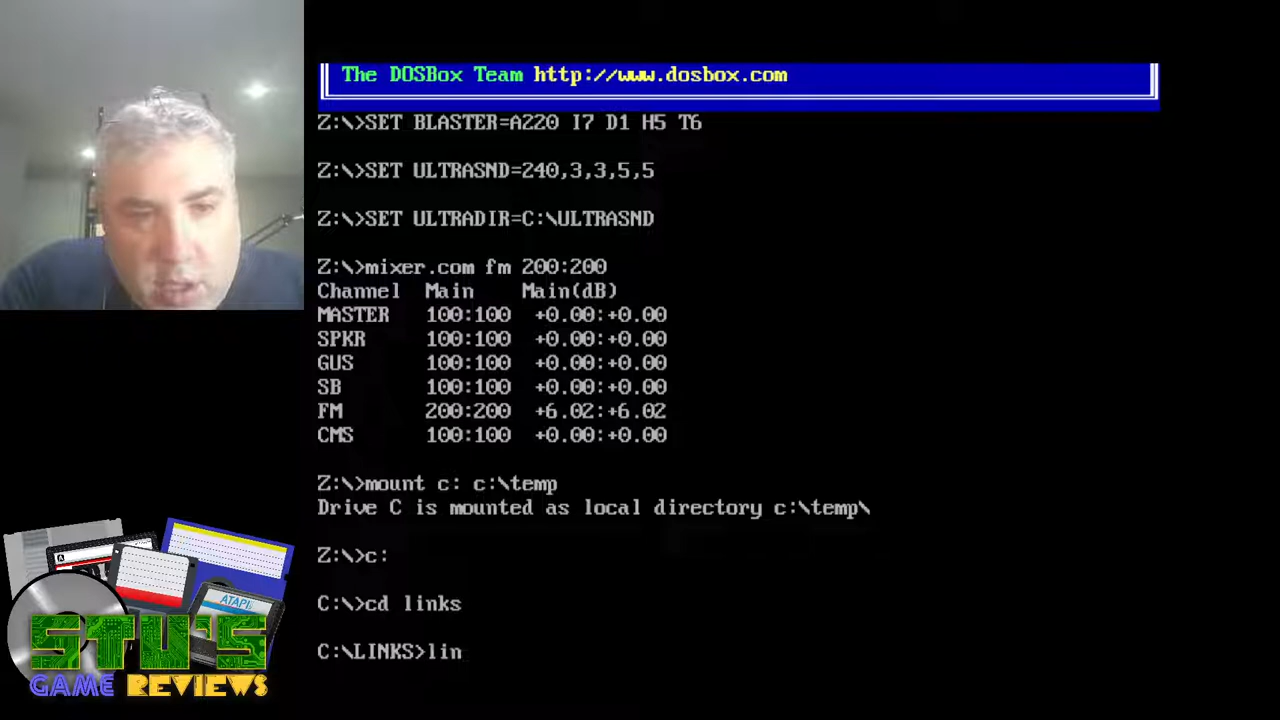 The DOSBox Team http://www.dosbox.com
Z:\>SET BLASTER=A220 I7 D1 H5 T6
Z:\>SET ULTRASND=240,3,3,5,5
Z:\>SET ULTRADIR=C:\ULTRASND
Z:\>mixer.com fm 200:200
Channel Main Main(dB)
MASTER 100:100 +0.00:+0.00
SPKR 100:100 +0.00:+0.00
GUS 100:100 +0.00:+0.00
SB 100:100 +0.00:+0.00
FM 200:200 +6.02:+6.02
CMS 100:100 +0.00:+0.00
Z:\>mount c: c:\temp
Drive C is mounted as local directory c:\temp\
Z:\>c:
C:\>cd links
C:\LINKS>lin
A
ATAPI
STU'S
GAME REVIEWS